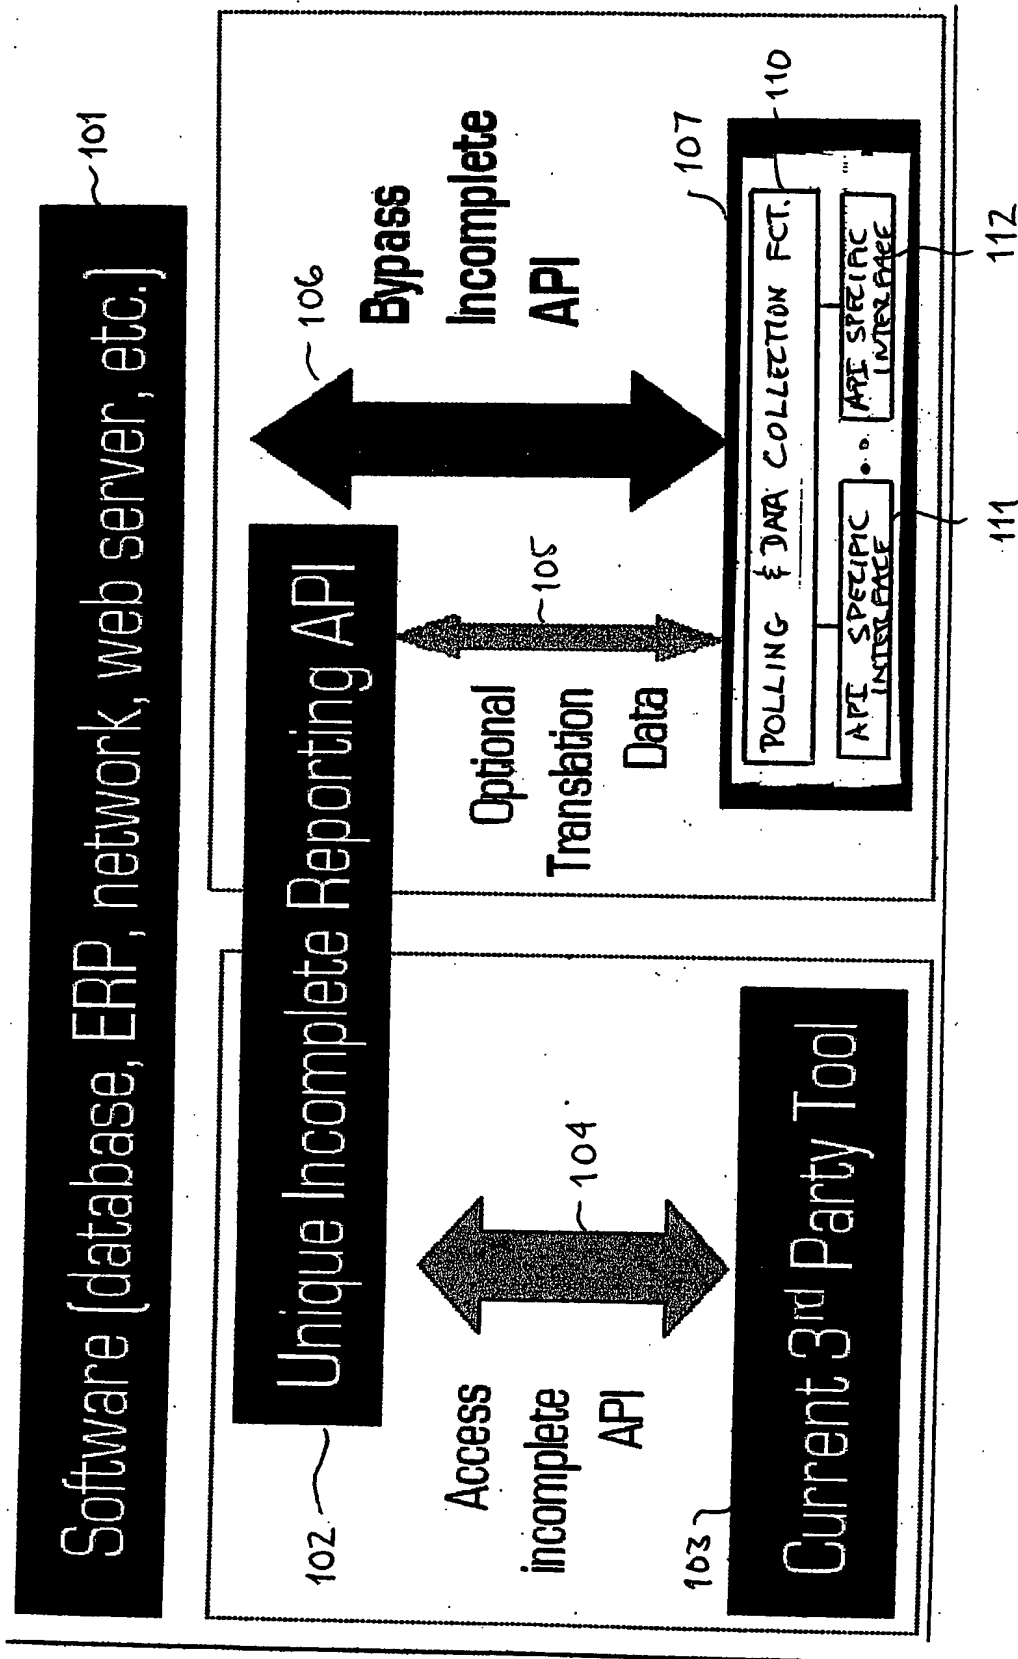 Software (database, ERP, network, web server, etc.)
101
Unique Incomplete Reporting API
102
Access
incomplete
API
104
Optional
Translation
Data
105
106
Bypass
Incomplete
API
103
Current 3rd Party Tool
107
POLLING & DATA COLLECTION FCT.
110
API SPECIFIC
INTERFACE
...
API SPECIFIC
INTERFACE
111
112